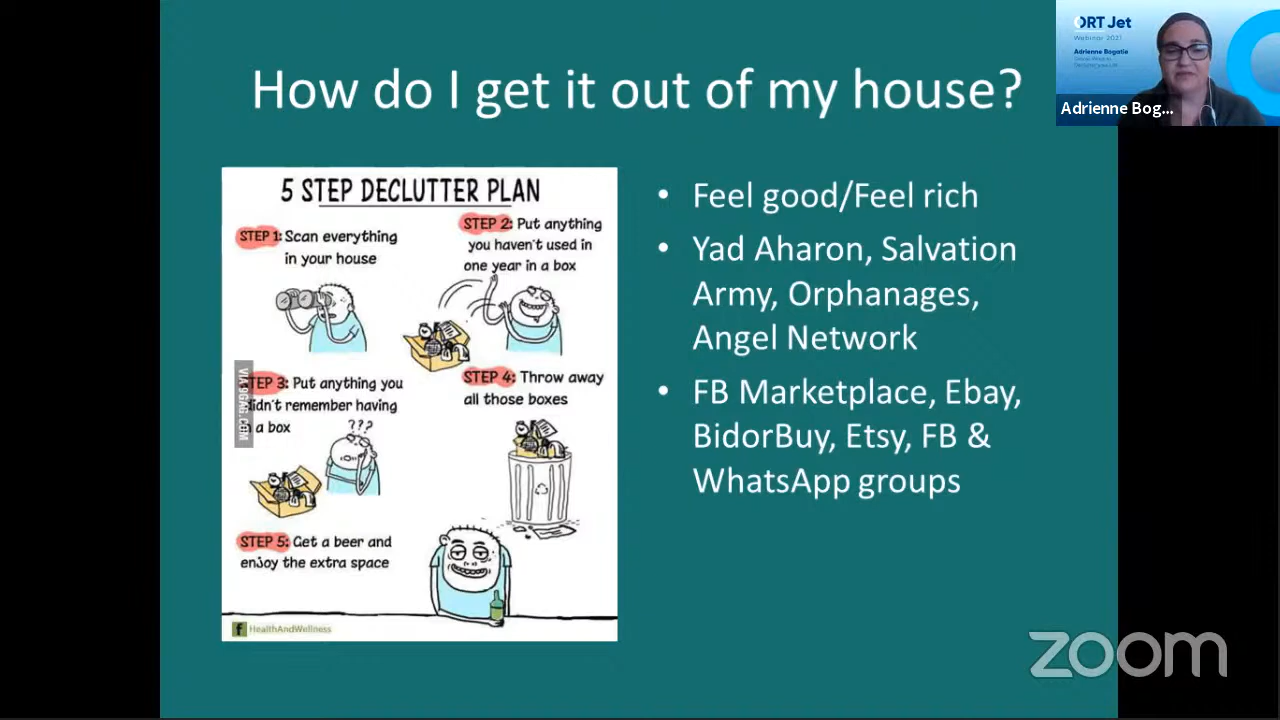 How do I get it out of my house?
5 STEP DECLUTTER PLAN
STEP 1: Scan everything
in your house
STEP 2: Put anything
you haven't used in
one year in a box
STEP 3: Put anything you
didn't remember having
in a box
???
STEP 4: Throw away
all those boxes
STEP 5: Get a beer and
enjoy the extra space
VIA 9GAG.COM
f HealthAndWellness
• Feel good/Feel rich
• Yad Aharon, Salvation
Army, Orphanages,
Angel Network
• FB Marketplace, Ebay,
BidorBuy, Etsy, FB &
WhatsApp groups
ORT Jet
Webinar 2021
Adrienne Bogatie
Adrienne Bog...
zoom